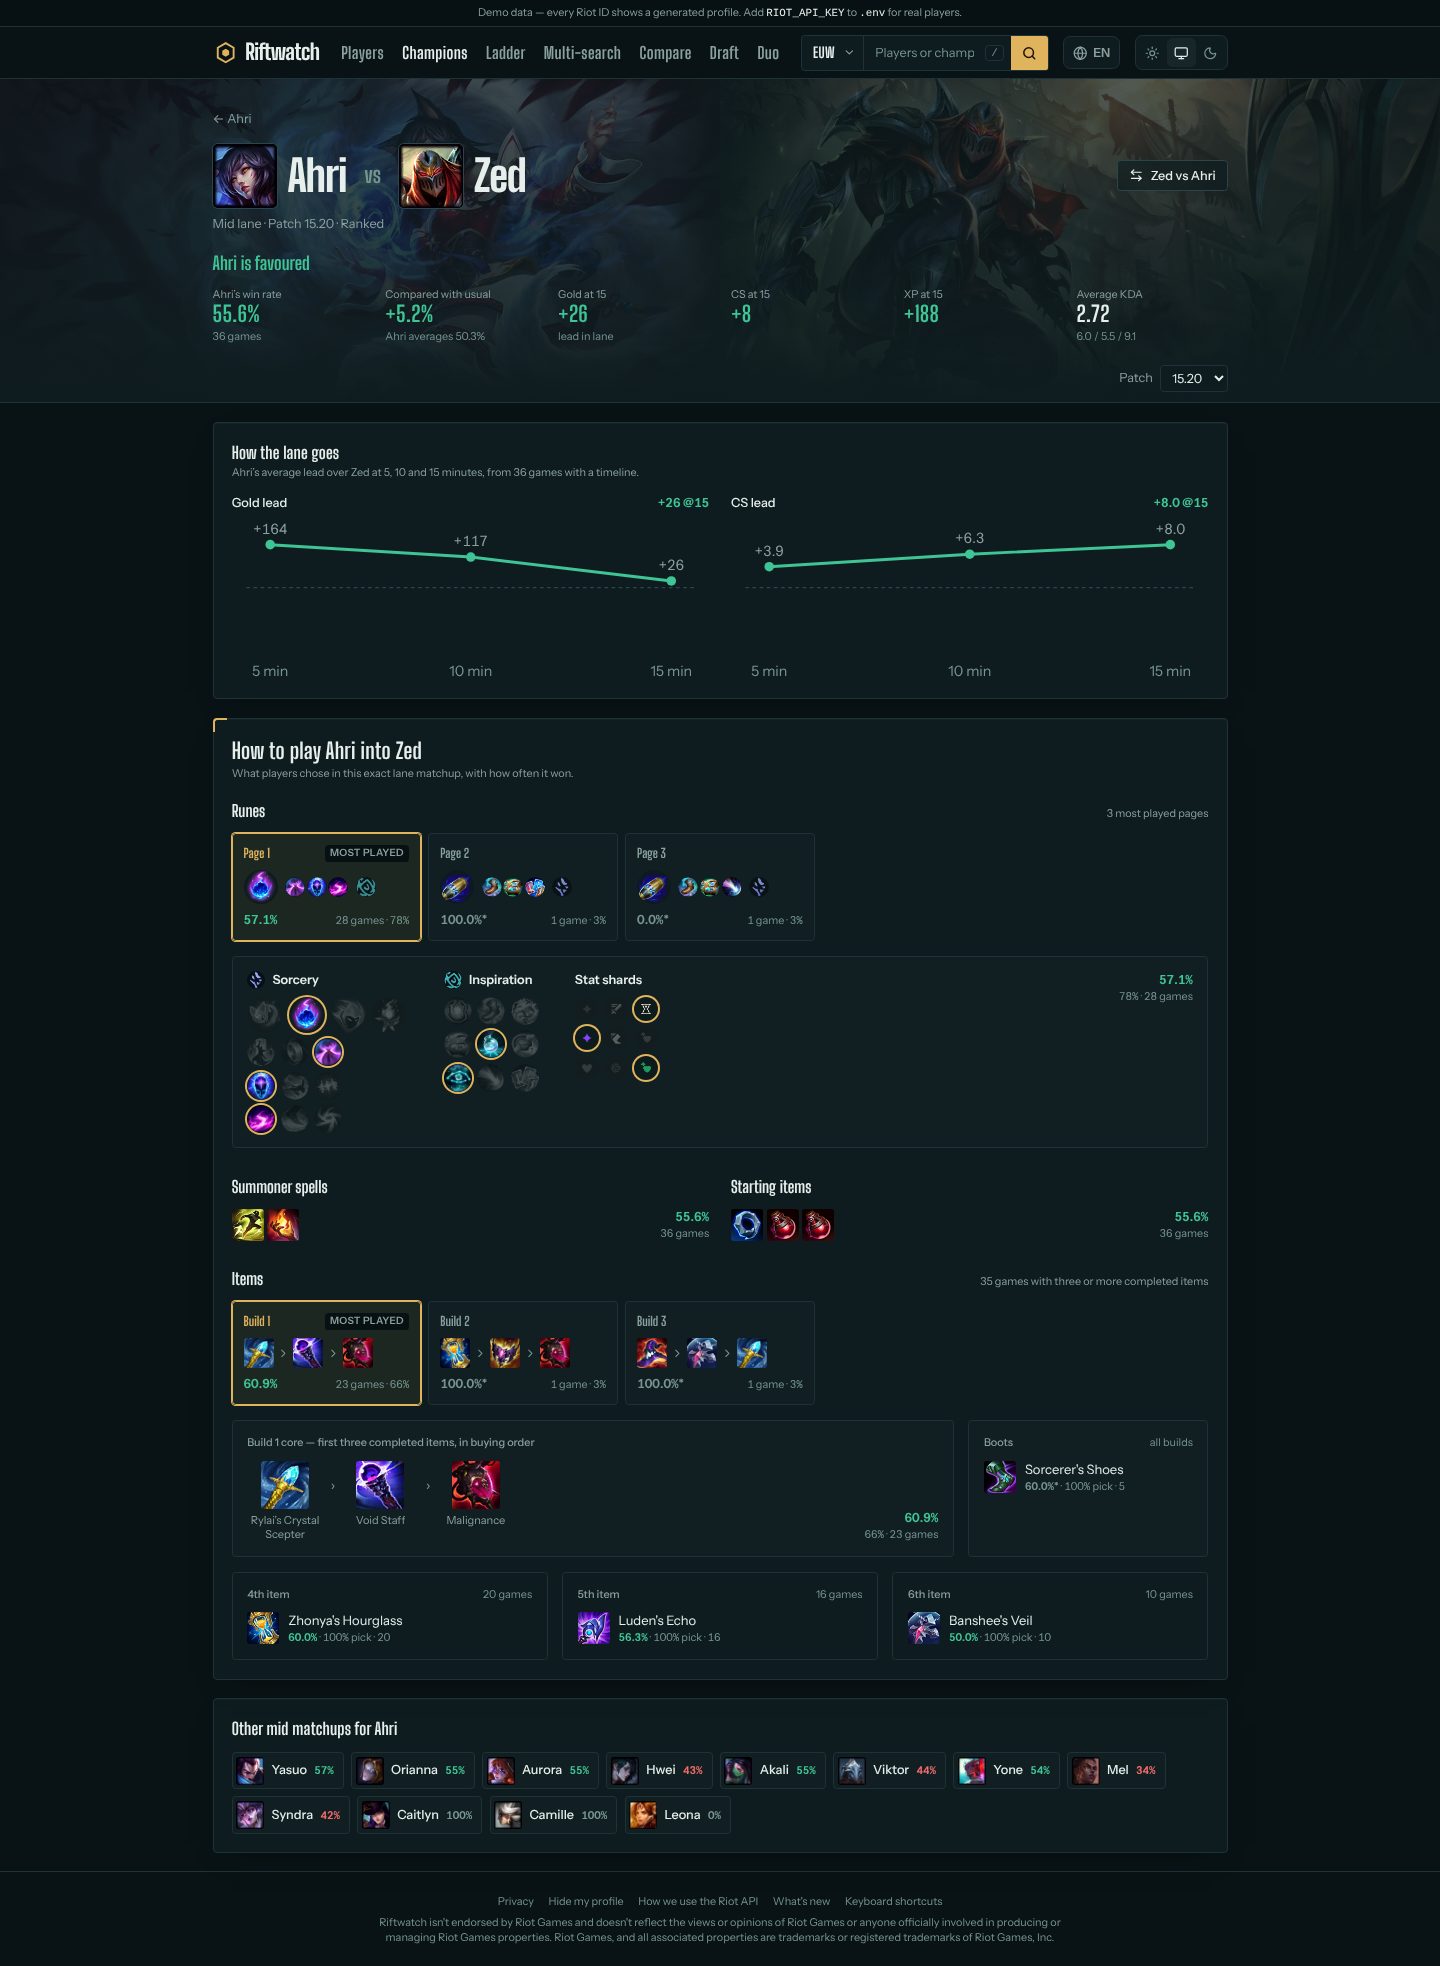 Demo data — every Riot ID shows a generated profile. Add RIOT_API_KEY to .env for real players.
Riftwatch Players Champions Ladder Multi-search Compare Draft Duo EUW Players or champ / EN
← Ahri
Ahri vs Zed
Zed vs Ahri
Mid lane · Patch 15.20 · Ranked
Ahri is favoured
Ahri's win rate Compared with usual Gold at 15 CS at 15 XP at 15 Average KDA
55.6% +5.2% +26 +8 +188 2.72
36 games Ahri averages 50.3% lead in lane 6.0 / 5.5 / 9.1
Patch 15.20
How the lane goes
Ahri's average lead over Zed at 5, 10 and 15 minutes, from 36 games with a timeline.
Gold lead +26 @15 CS lead +8.0 @15
+164 +117 +26 +3.9 +6.3 +8.0
5 min 10 min 15 min 5 min 10 min 15 min
How to play Ahri into Zed
What players chose in this exact lane matchup, with how often it won.
Runes 3 most played pages
Page 1 MOST PLAYED Page 2 Page 3
57.1% 28 games · 78% 100.0%* 1 game · 3% 0.0%* 1 game · 3%
Sorcery Inspiration Stat shards 57.1%
78% · 28 games
Summoner spells Starting items
55.6% 55.6%
36 games 36 games
Items 35 games with three or more completed items
Build 1 MOST PLAYED Build 2 Build 3
60.9% 23 games · 66% 100.0%* 1 game · 3% 100.0%* 1 game · 3%
Build 1 core — first three completed items, in buying order
Rylai's Crystal Scepter Void Staff Malignance
60.9%
66% · 23 games
Boots all builds
Sorcerer's Shoes
60.0%* · 100% pick · 5
4th item 20 games 5th item 16 games 6th item 10 games
Zhonya's Hourglass Luden's Echo Banshee's Veil
60.0% · 100% pick · 20 56.3% · 100% pick · 16 50.0% · 100% pick · 10
Other mid matchups for Ahri
Yasuo 57% Orianna 55% Aurora 55% Hwei 43% Akali 55% Viktor 44% Yone 54% Mel 34%
Syndra 42% Caitlyn 100% Camille 100% Leona 0%
Privacy Hide my profile How we use the Riot API What's new Keyboard shortcuts
Riftwatch isn't endorsed by Riot Games and doesn't reflect the views or opinions of Riot Games or anyone officially involved in producing or
managing Riot Games properties. Riot Games, and all associated properties are trademarks or registered trademarks of Riot Games, Inc.